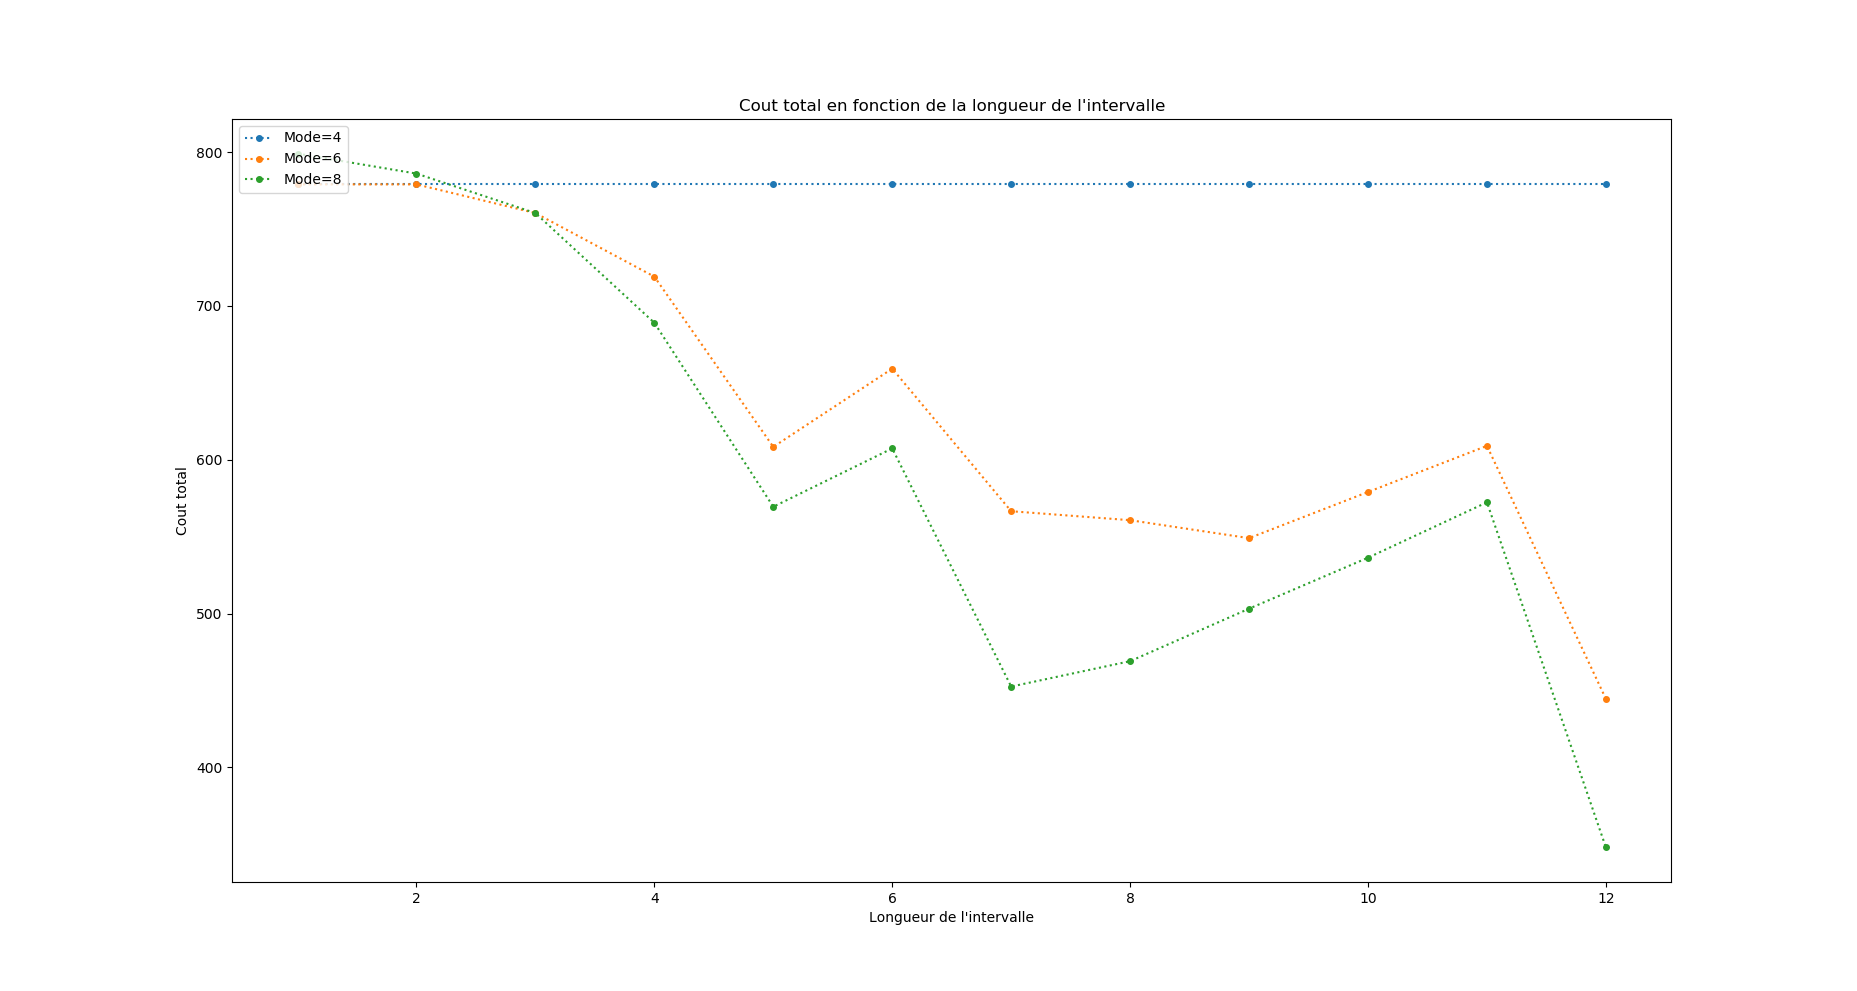 Cout total en fonction de la longueur de l'intervalle
Mode=4
Mode=6
Mode=8
800
700
600
500
400
Cout total
2
4
6
8
10
12
Longueur de l'intervalle